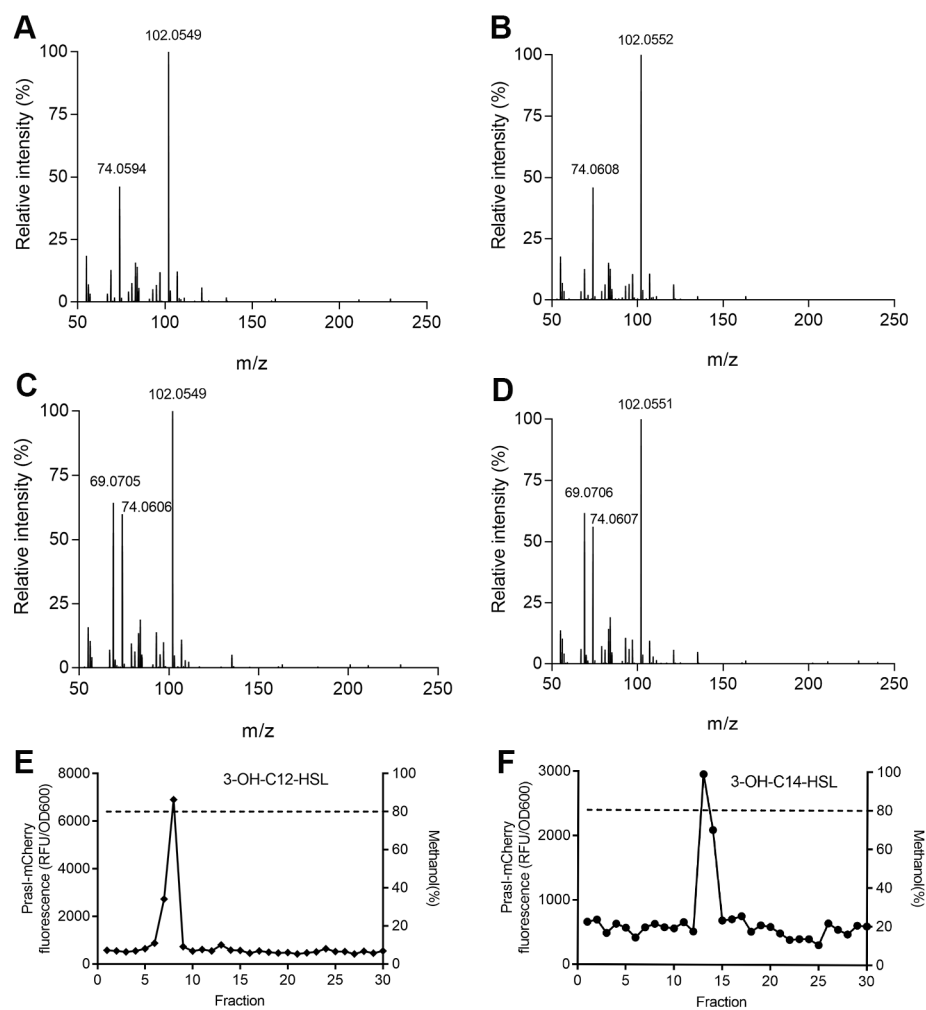 A
102.0549
74.0594
Relative intensity (%)
100
75
50
25
0
50 100 150 200 250
m/z
B
102.0552
74.0608
Relative intensity (%)
100
75
50
25
0
50 100 150 200 250
m/z
C
102.0549
69.0705
74.0606
Relative intensity (%)
100
75
50
25
0
50 100 150 200 250
m/z
D
102.0551
69.0706
74.0607
Relative intensity (%)
100
75
50
25
0
50 100 150 200 250
m/z
E
3-OH-C12-HSL
Prasl-mCherry
fluorescence (RFU/OD600)
8000
6000
4000
2000
0
100
80
60
40
20
0
Methanol(%)
0 5 10 15 20 25 30
Fraction
F
3-OH-C14-HSL
Prasl-mCherry
fluorescence (RFU/OD600)
3000
2000
1000
0
100
80
60
40
20
0
Methanol(%)
0 5 10 15 20 25 30
Fraction